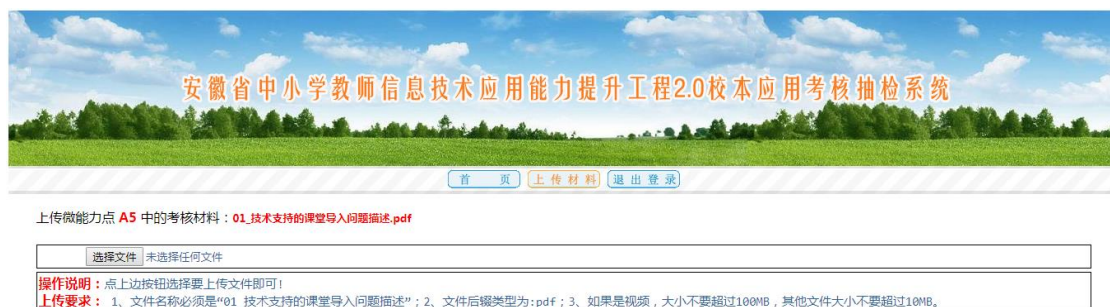 安徽省中小学教师信息技术应用能力提升工程2.0校本应用考核抽检系统
首 页 上传材料 退出登录
上传微能力点 A5 中的考核材料：01_技术支持的课堂导入问题描述.pdf
选择文件 未选择任何文件
操作说明：点上边按钮选择要上传文件即可!
上传要求： 1、文件名称必须是“01_技术支持的课堂导入问题描述”；2、文件后缀类型为:pdf；3、如果是视频，大小不要超过100MB，其他文件大小不要超过10MB。